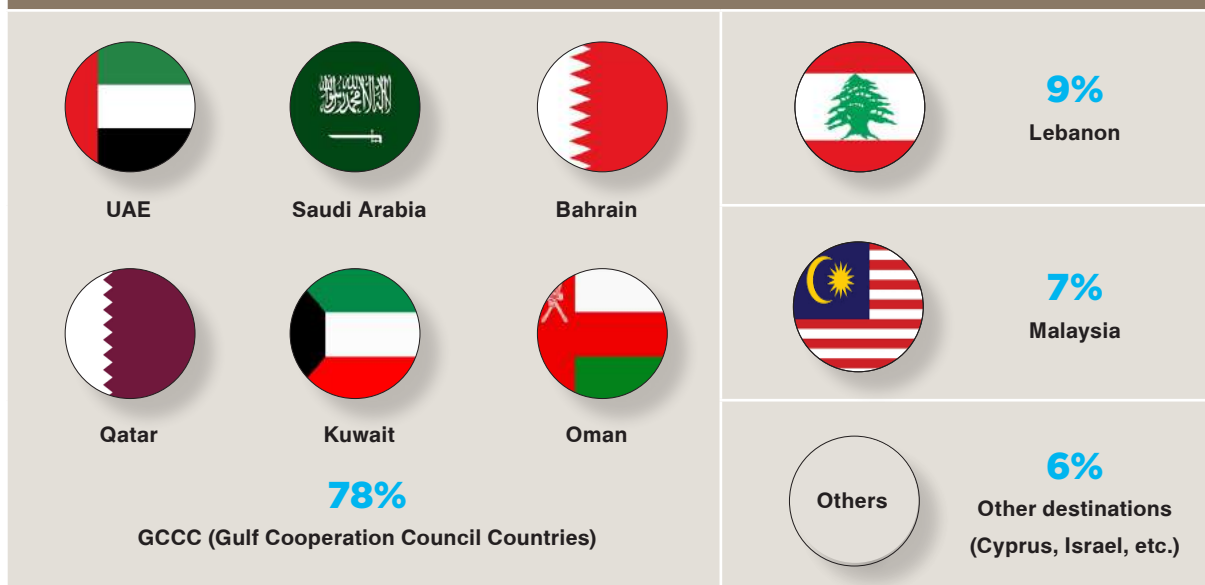 UAE
Saudi Arabia
Bahrain
Qatar
Kuwait
Oman
78%
GCCC (Gulf Cooperation Council Countries)
9%
Lebanon
7%
Malaysia
Others
6%
Other destinations
(Cyprus, Israel, etc.)